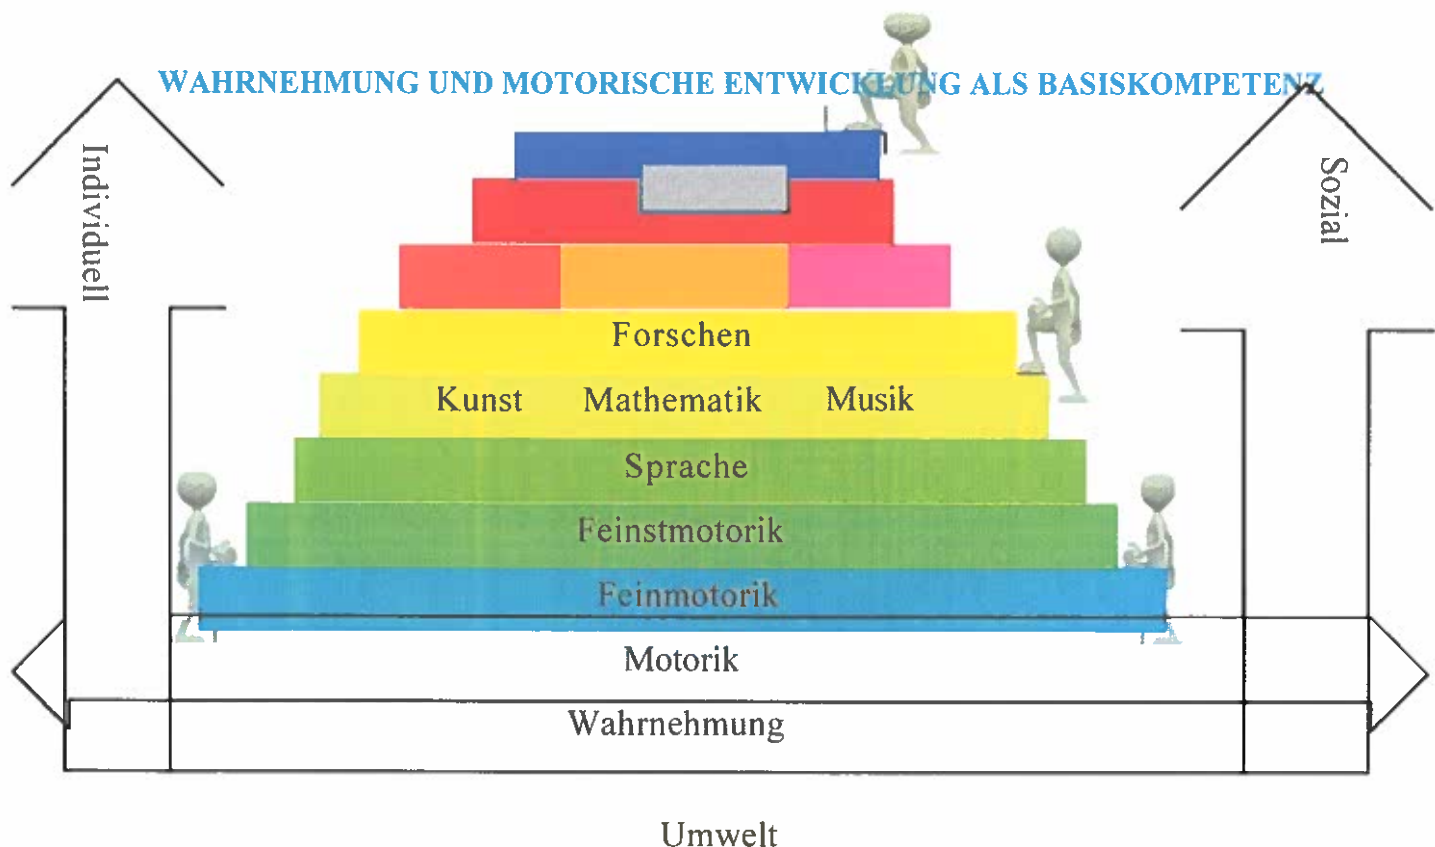 WAHRNEHMUNG UND MOTORISCHE ENTWICKLUNG ALS BASISKOMPETENZ
Individuell
Sozial
Forschen
Kunst Mathematik Musik
Sprache
Feinstmotorik
Feinmotorik
Motorik
Wahrnehmung
Umwelt